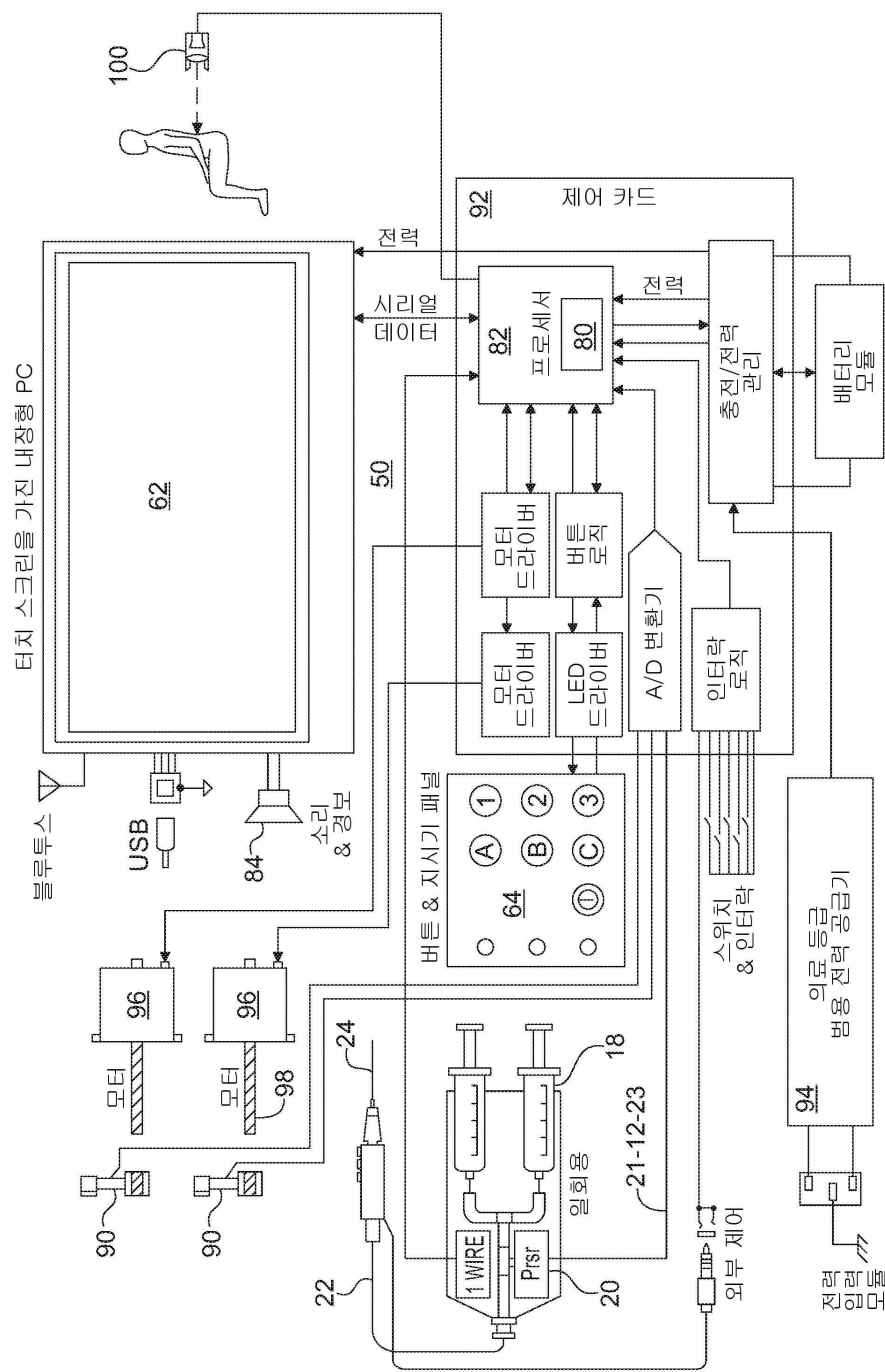 100
터치 스크린을 가진 내장형 PC
62
블루투스
USB
84
소리
& 경보
전력
시리얼
데이터
92
제어 카드
82
프로세서
80
전력
50
모터
드라이버
버튼
로직
모터
드라이버
LED
드라이버
A/D 변환기
인터락
로직
충전/전력
관리
배터리
모듈
버튼 & 지시기 패널
64
A
1
B
2
C
3
스위치
& 인터락
96
모터
96
모터
98
90
90
24
22
18
1 WIRE
Prsr
20
일회용
21-12-23
외부 제어
94
의료 등급
범용 전력 공급기
전력
입력
모듈